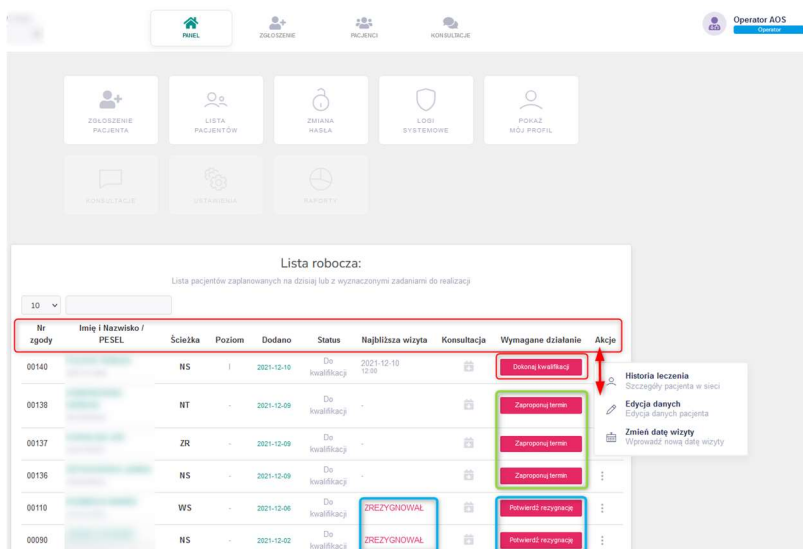 PANEL
ZGŁOSZENIE
PACJENCI
KONSULTACJE
Operator AOS
Operator
ZGŁOSZENIE
PACJENTA
LISTA
PACJENTÓW
ZMIANA
HASŁA
LOGI
SYSTEMOWE
POKAŻ
MÓJ PROFIL
KONSULTACJE
USTAWIENIA
RAPORTY
Lista robocza:
Lista pacjentów zaplanowanych na dzisiaj lub z wyznaczonymi zadaniami do realizacji
10
Nr zgody Imię i Nazwisko / PESEL Ścieżka Poziom Dodano Status Najbliższa wizyta Konsultacja Wymagane działanie Akcje
00140 NS I 2021-12-10 Do kwalifikacji 2021-12-10 12:00 Dokonaj kwalifikacji
00138 NT - 2021-12-09 Do kwalifikacji - Zaproponuj termin
00137 ZR - 2021-12-09 Do kwalifikacji - Zaproponuj termin
00136 NS - 2021-12-09 Do kwalifikacji - Zaproponuj termin
00110 WS - 2021-12-06 Do kwalifikacji ZREZYGNOWAŁ Potwierdź rezygnację
00090 NS - 2021-12-02 Do kwalifikacji ZREZYGNOWAŁ Potwierdź rezygnację
Historia leczenia
Szczegóły pacjenta w sieci
Edycja danych
Edycja danych pacjenta
Zmień datę wizyty
Wprowadź nową datę wizyty